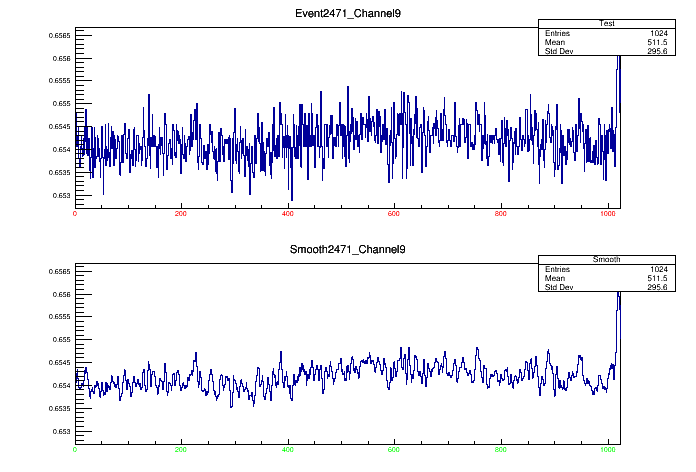 Event2471_Channel9
Test
Entries 1024
Mean 511.5
Std Dev 295.6
0.6565
0.656
0.6555
0.655
0.6545
0.654
0.6535
0.653
0 200 400 600 800 1000
Smooth2471_Channel9
Smooth
Entries 1024
Mean 511.5
Std Dev 295.6
0.6565
0.656
0.6555
0.655
0.6545
0.654
0.6535
0.653
0 200 400 600 800 1000